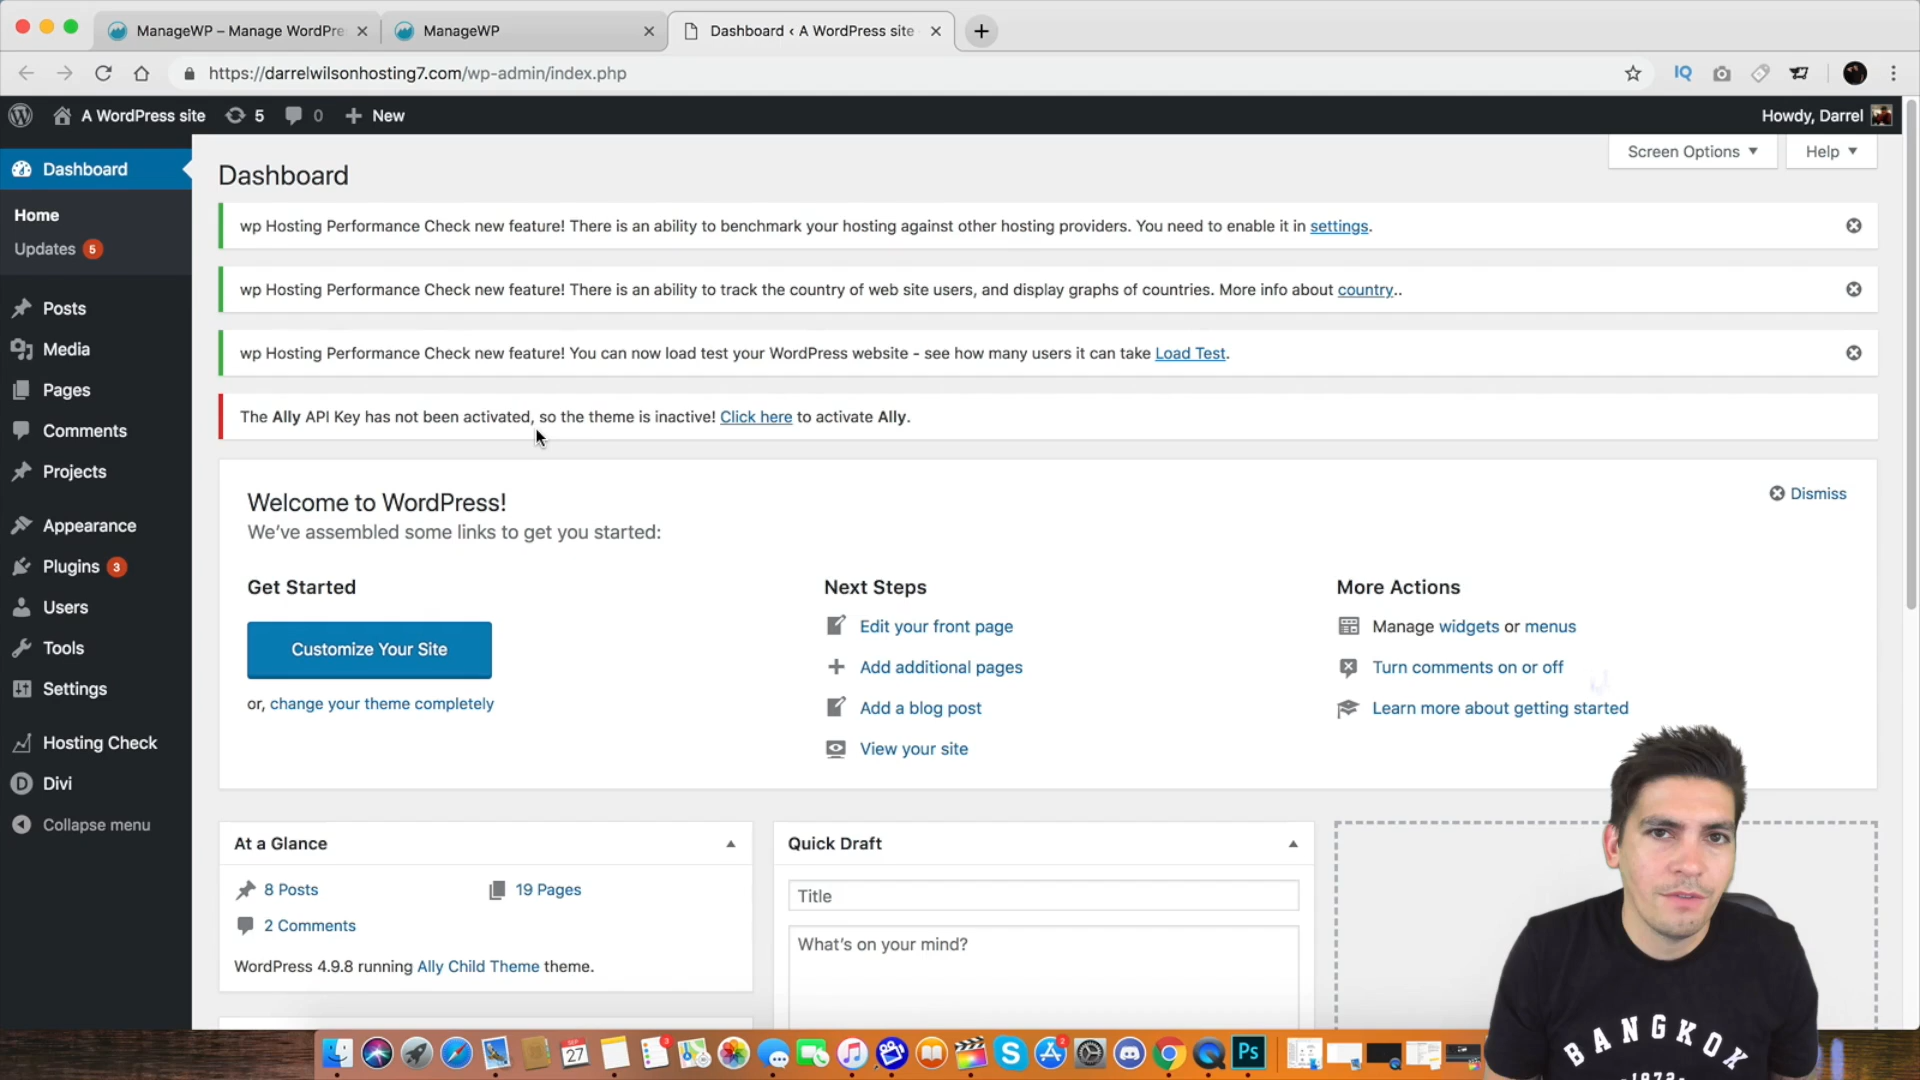 ManageWP – Manage WordPre
ManageWP
Dashboard ‹ A WordPress site
https://darrelwilsonhosting7.com/wp-admin/index.php
IQ
A WordPress site
5
0
New
Howdy, Darrel
Screen Options
Help
Dashboard
Home
Updates 5
Posts
Media
Pages
Comments
Projects
Appearance
Plugins 3
Users
Tools
Settings
Hosting Check
Divi
Collapse menu
Dashboard
wp Hosting Performance Check new feature! There is an ability to benchmark your hosting against other hosting providers. You need to enable it in settings.
wp Hosting Performance Check new feature! There is an ability to track the country of web site users, and display graphs of countries. More info about country..
wp Hosting Performance Check new feature! You can now load test your WordPress website - see how many users it can take Load Test.
The Ally API Key has not been activated, so the theme is inactive! Click here to activate Ally.
Welcome to WordPress!
We've assembled some links to get you started:
Dismiss
Get Started
Customize Your Site
or, change your theme completely
Next Steps
Edit your front page
Add additional pages
Add a blog post
View your site
More Actions
Manage widgets or menus
Turn comments on or off
Learn more about getting started
At a Glance
8 Posts
19 Pages
2 Comments
WordPress 4.9.8 running Ally Child Theme theme.
Quick Draft
Title
What's on your mind?
BANGKOK
27
Ps